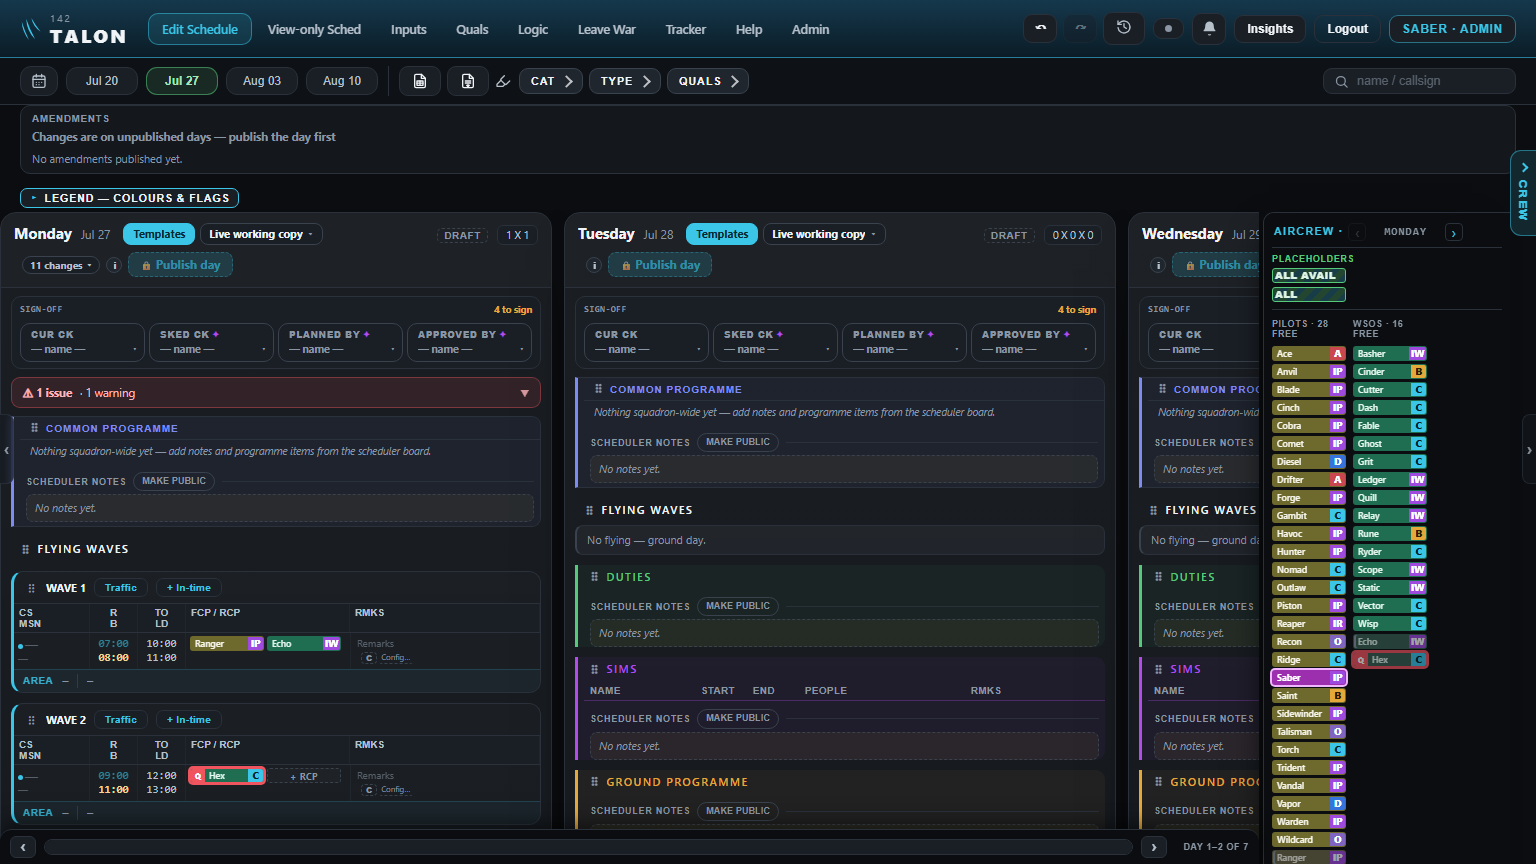 142
TALON
Edit Schedule
View-only Sched
Inputs
Quals
Logic
Leave War
Tracker
Help
Admin
Insights
Logout
SABER · ADMIN
Jul 20
Jul 27
Aug 03
Aug 10
CAT
TYPE
QUALS
name / callsign
AMENDMENTS
Changes are on unpublished days — publish the day first
No amendments published yet.
LEGEND — COLOURS & FLAGS
CREW
Monday Jul 27 Templates Live working copy DRAFT 1 X 1
11 changes i Publish day
SIGN-OFF 4 to sign
CUR CK SKED CK PLANNED BY APPROVED BY
— name — — name — — name — — name —
1 issue · 1 warning
COMMON PROGRAMME
Nothing squadron-wide yet — add notes and programme items from the scheduler board.
SCHEDULER NOTES MAKE PUBLIC
No notes yet.
FLYING WAVES
WAVE 1 Traffic + In-time
CS R TO FCP / RCP RMKS
MSN B LD
— 07:00 10:00 Ranger IP Echo IW Remarks
— 08:00 11:00 C Config...
AREA — —
WAVE 2 Traffic + In-time
CS R TO FCP / RCP RMKS
MSN B LD
— 09:00 12:00 Q Hex C + RCP Remarks
— 11:00 13:00 C Config...
AREA — —
Tuesday Jul 28 Templates Live working copy DRAFT 0 X 0 X 0
i Publish day
SIGN-OFF 4 to sign
CUR CK SKED CK PLANNED BY APPROVED BY
— name — — name — — name — — name —
COMMON PROGRAMME
Nothing squadron-wide yet — add notes and programme items from the scheduler board.
SCHEDULER NOTES MAKE PUBLIC
No notes yet.
FLYING WAVES
No flying — ground day.
DUTIES
SCHEDULER NOTES MAKE PUBLIC
No notes yet.
SIMS
NAME START END PEOPLE RMKS
SCHEDULER NOTES MAKE PUBLIC
No notes yet.
GROUND PROGRAMME
SCHEDULER NOTES MAKE PUBLIC
Wednesday Jul 29
i Publish day
SIGN-OFF
CUR CK
— name —
COMMON PROG
Nothing squadron-w
SCHEDULER NOTES
No notes yet.
FLYING WAVES
No flying — ground da
DUTIES
SCHEDULER NOTES
No notes yet.
SIMS
NAME
SCHEDULER NOTES
No notes yet.
GROUND PROG
SCHEDULER NOTES
AIRCREW · MONDAY
PLACEHOLDERS
ALL AVAIL
ALL
PILOTS · 28 FREE
Ace A
Anvil IP
Blade IP
Cinch IP
Cobra IP
Comet IP
Diesel D
Drifter A
Forge IP
Gambit C
Havoc IP
Hunter IP
Nomad C
Outlaw C
Piston IP
Reaper IR
Recon O
Ridge C
Saber IP
Saint B
Sidewinder IP
Talisman O
Torch C
Trident IP
Vandal IP
Vapor D
Warden IP
Wildcard O
Ranger IP
WSOS · 16 FREE
Basher IW
Cinder B
Cutter C
Dash C
Fable C
Ghost C
Grit C
Ledger IW
Quill IW
Relay IW
Rune B
Ryder C
Scope IW
Static IW
Vector C
Wisp C
Echo IW
Q Hex C
DAY 1–2 OF 7